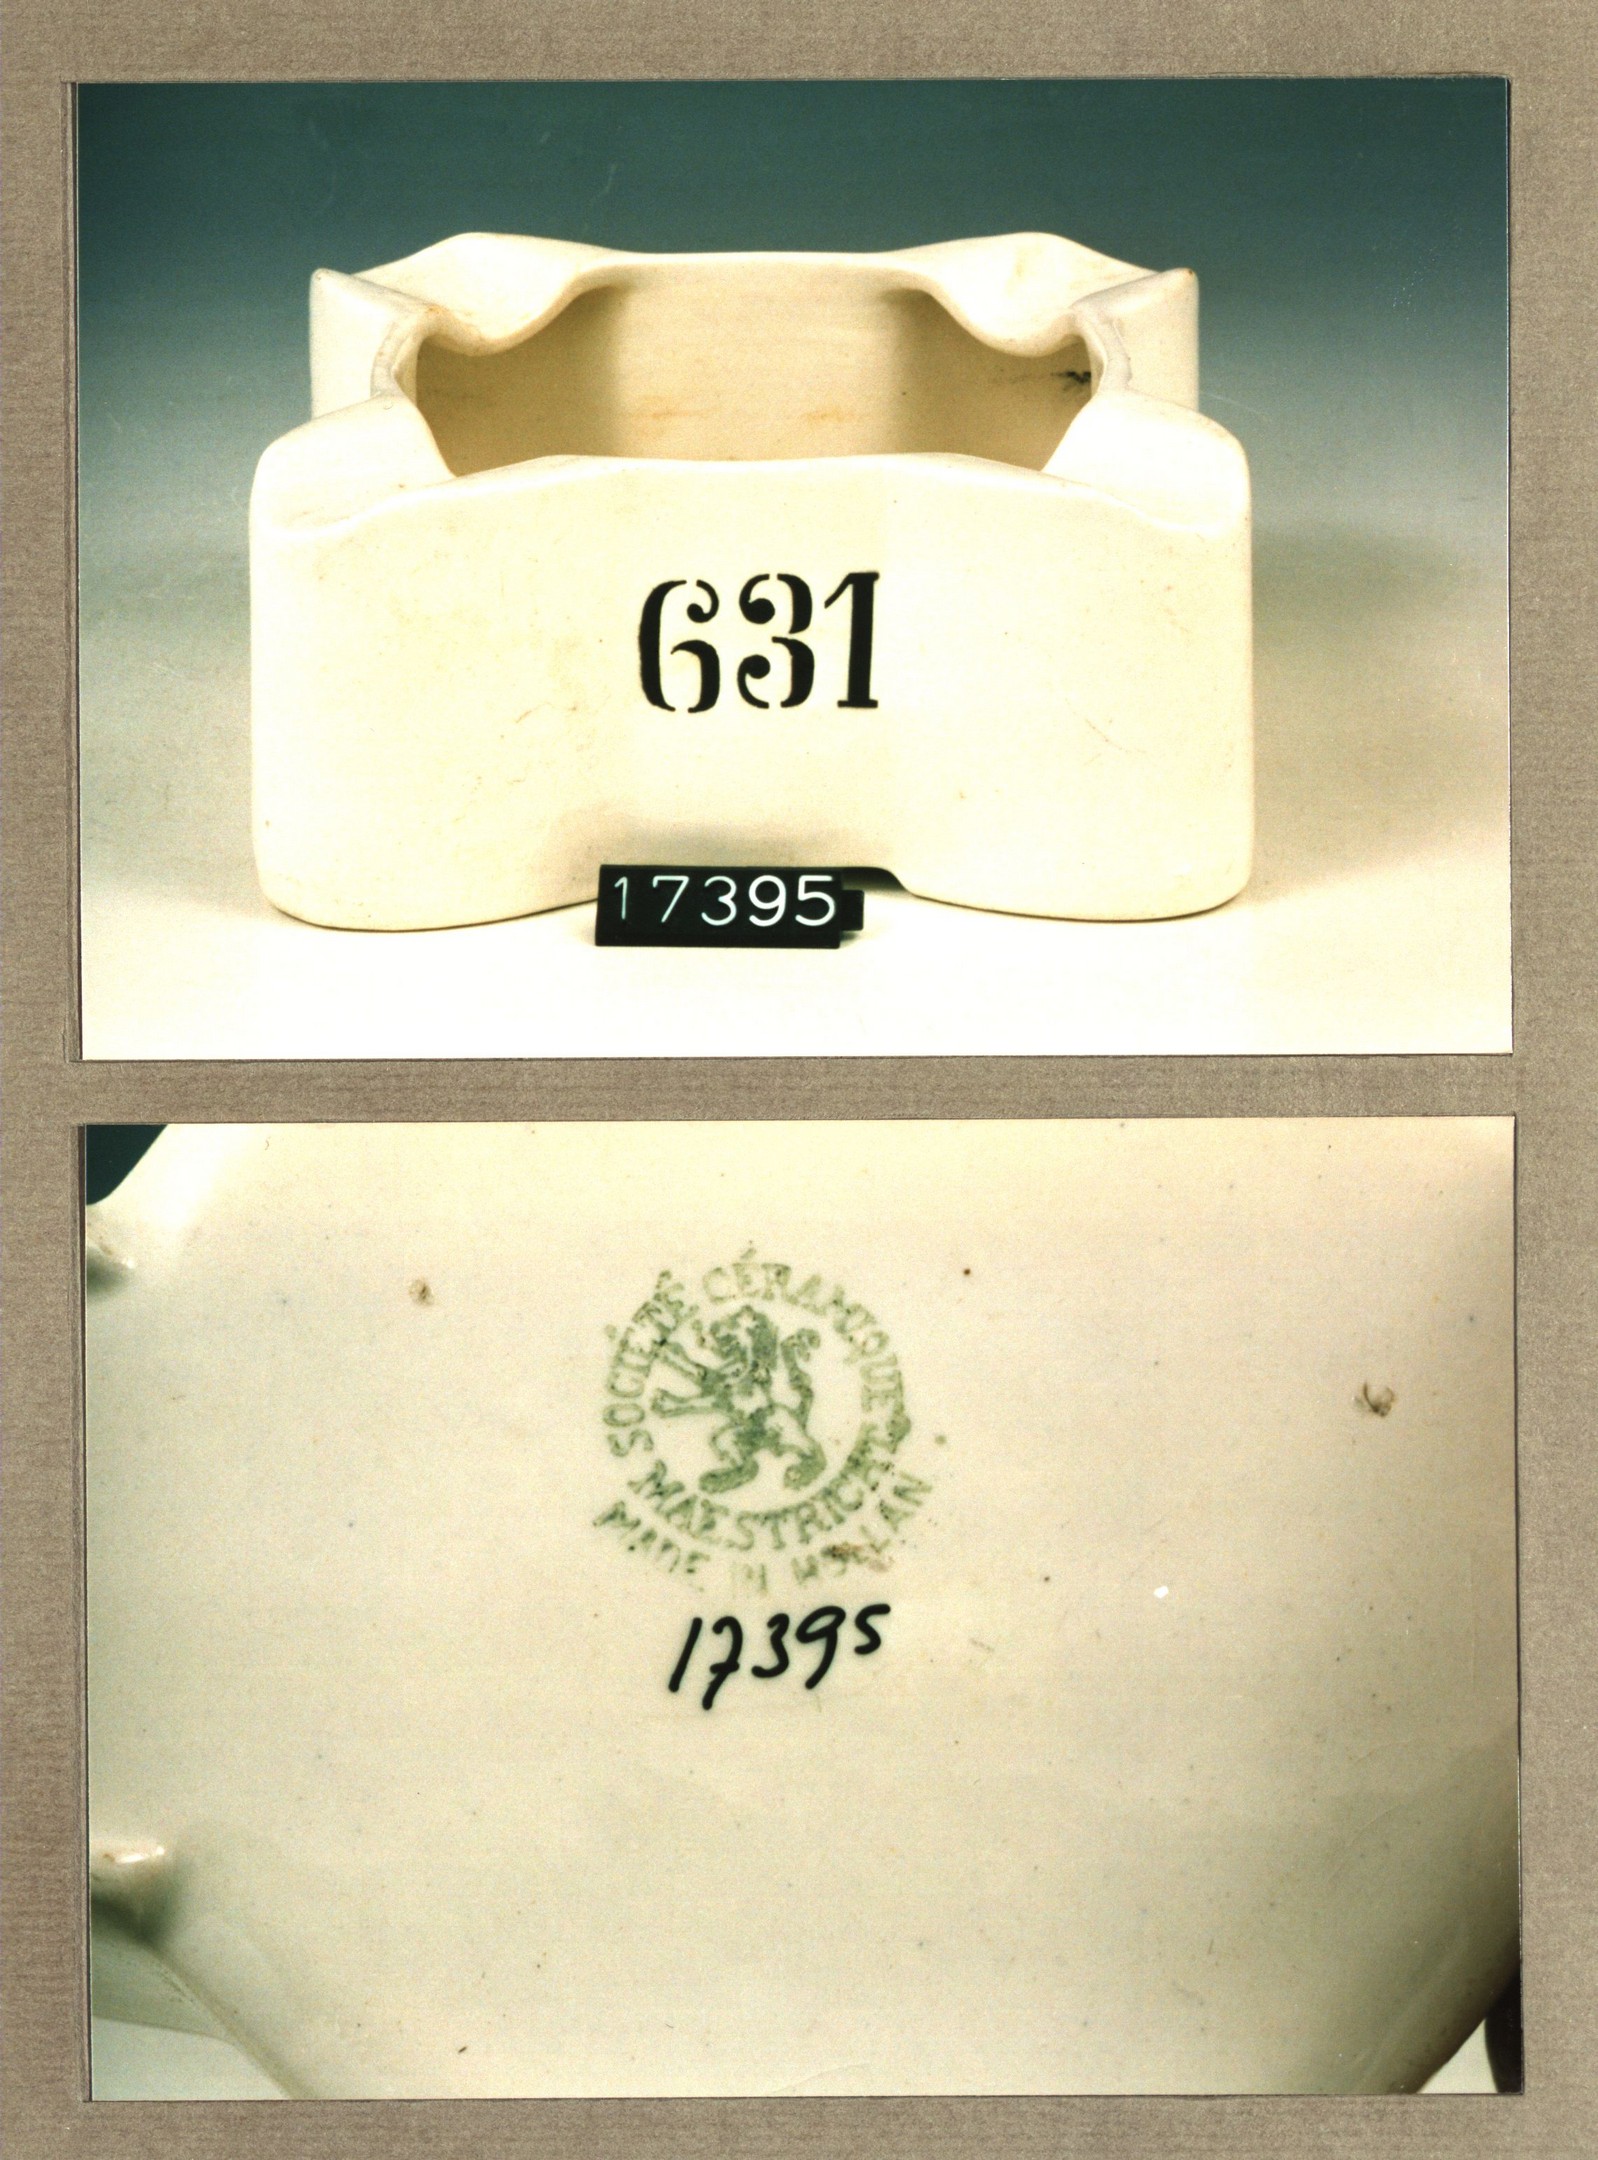 631
17395
SOCIÉTÉ CÉRAMIQUE
MAESTRICHT
MADE IN HOLLAN
17395